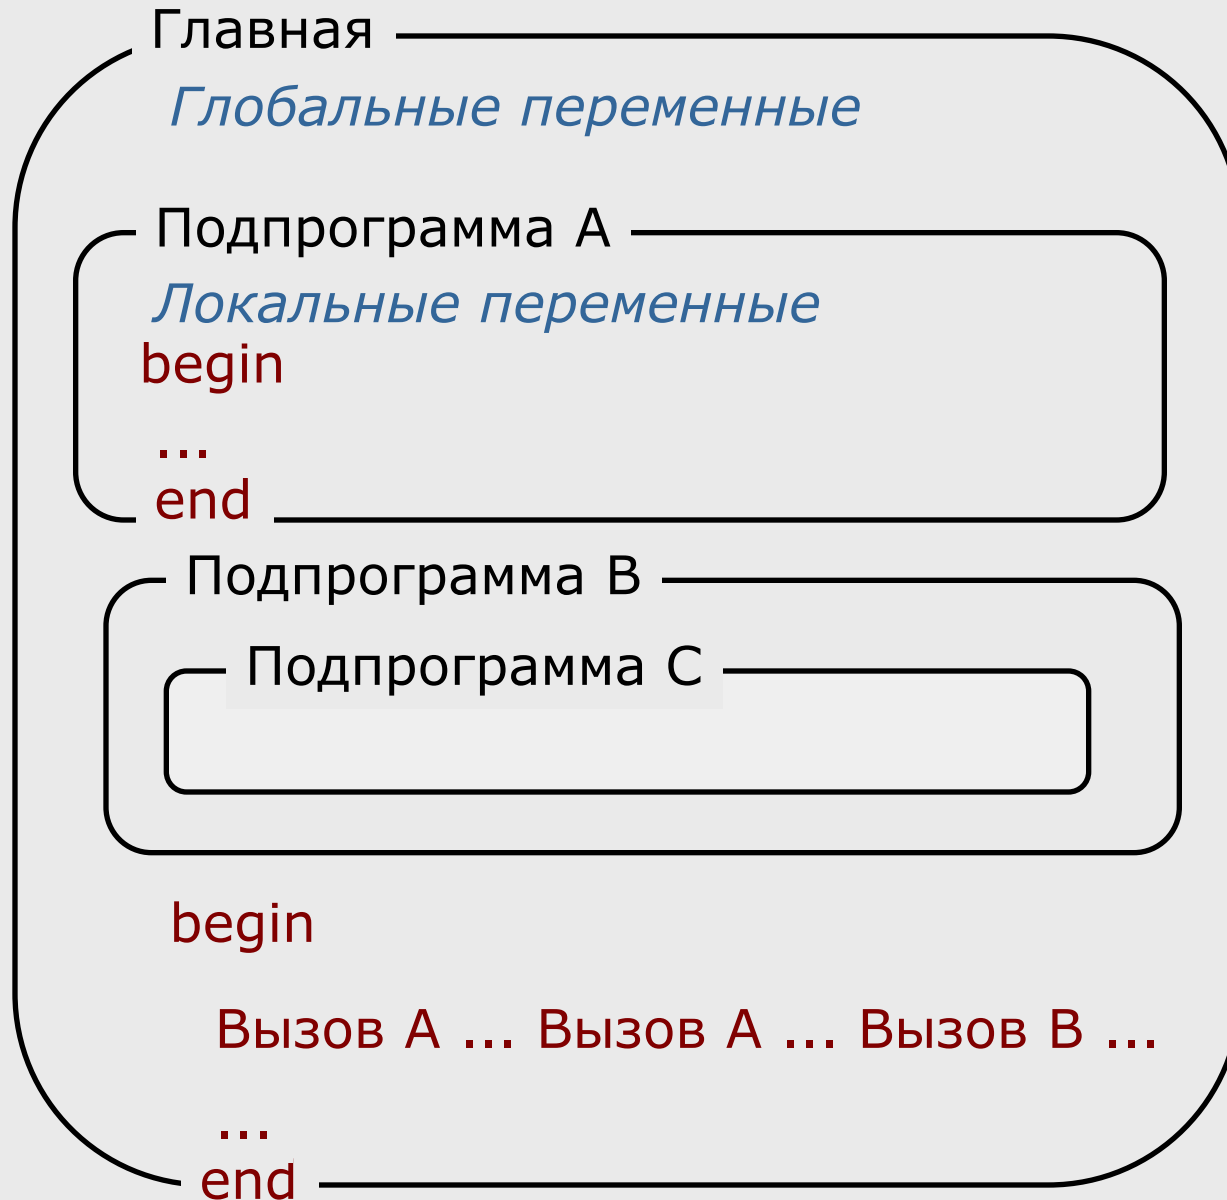 Главная
Глобальные переменные
Подпрограмма А
Локальные переменные
begin
...
end
Подпрограмма В
Подпрограмма С
begin
Вызов А ... Вызов А ... Вызов В ...
...
end